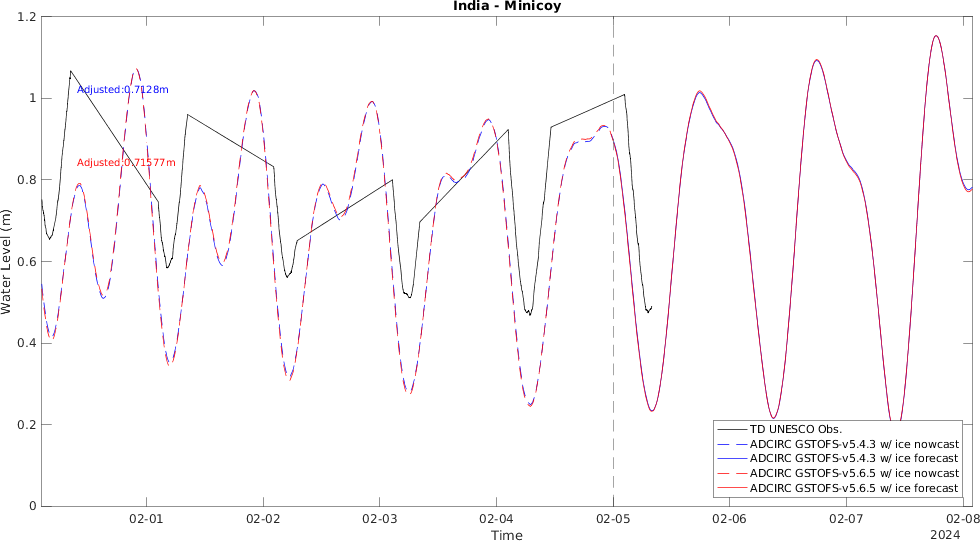 India - Minicoy
1.2
1
0.8
0.6
0.4
0.2
0
Water Level (m)
Adjusted:0.7128m
Adjusted:0.71577m
TD UNESCO Obs.
ADCIRC GSTOFS-v5.4.3 w/ ice nowcast
ADCIRC GSTOFS-v5.4.3 w/ ice forecast
ADCIRC GSTOFS-v5.6.5 w/ ice nowcast
ADCIRC GSTOFS-v5.6.5 w/ ice forecast
02-01 02-02 02-03 02-04 02-05 02-06 02-07 02-08
Time
2024